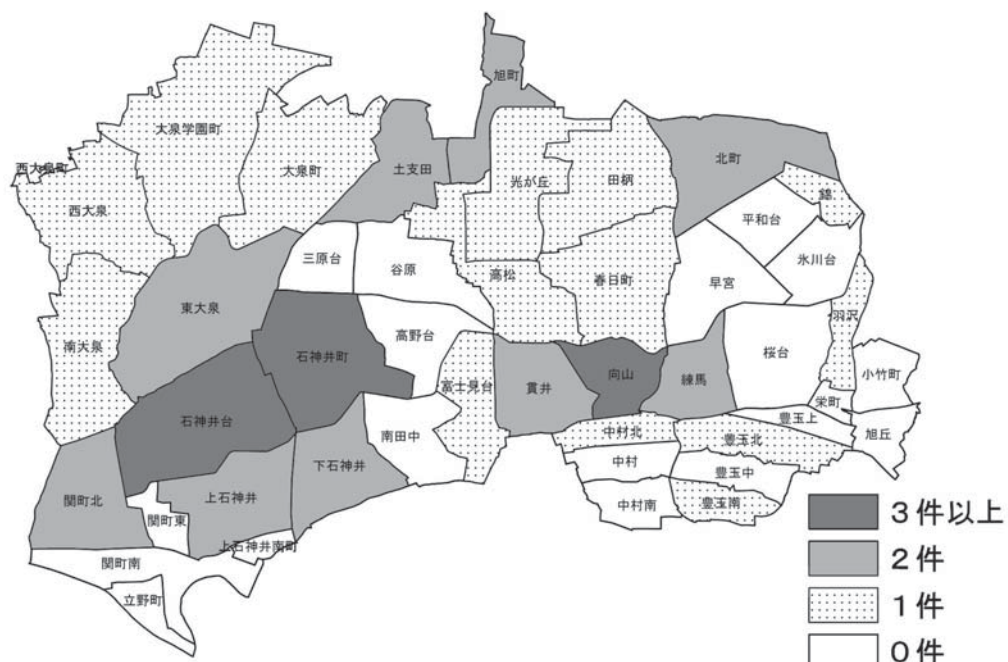 旭町
大泉学園町
大泉町
土支田
北町
西大泉町
光が丘
田柄
錦
西大泉
平和台
三原台
谷原
高松
春日町
早宮
氷川台
東大泉
南大泉
石神井町
高野台
羽沢
桜台
富士見台
貫井
向山
練馬
小竹町
栄町
石神井台
豊玉上
南田中
中村北
豊玉北
旭丘
下石神井
中村
豊玉中
関町北
上石神井
関町東
中村南
豊玉南
上石神井南町
関町南
立野町
3件以上
2件
1件
0件